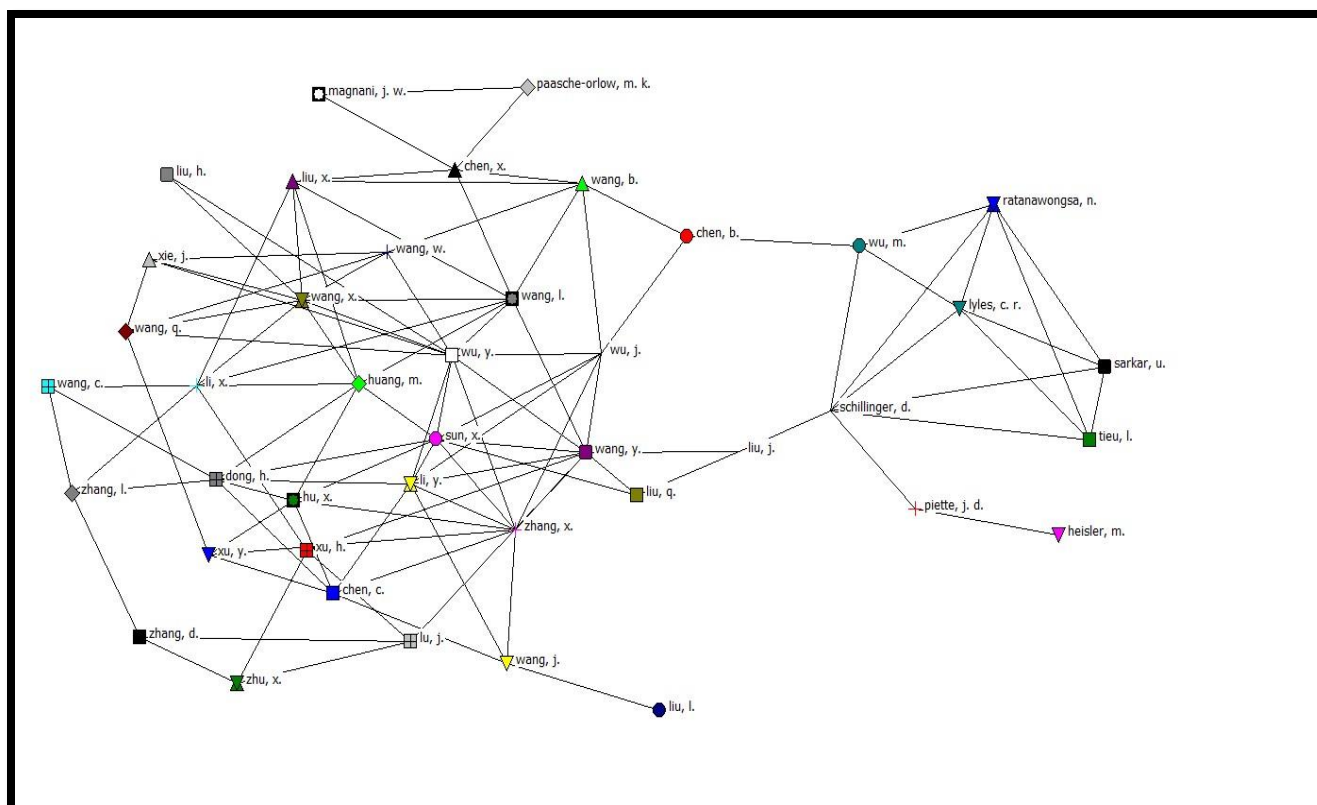 paasche-orlow, m. k.
magnani, j. w.
chen, x.
liu, h.
liu, x.
wang, b.
ratanawongsa, n.
chen, b.
wu, m.
wang, w.
xie, j.
wang, x.
wang, l.
lyles, c. r.
wang, q.
wu, y.
wu, j.
sarkar, u.
wang, c.
li, x.
huang, m.
schillinger, d.
sun, x.
tieu, l.
wang, y.
liu, j.
dong, h.
li, y.
zhang, l.
liu, q.
hu, x.
piette, j. d.
zhang, x.
heisler, m.
xu, y.
xu, h.
chen, c.
zhang, d.
lu, j.
wang, j.
zhu, x.
liu, l.